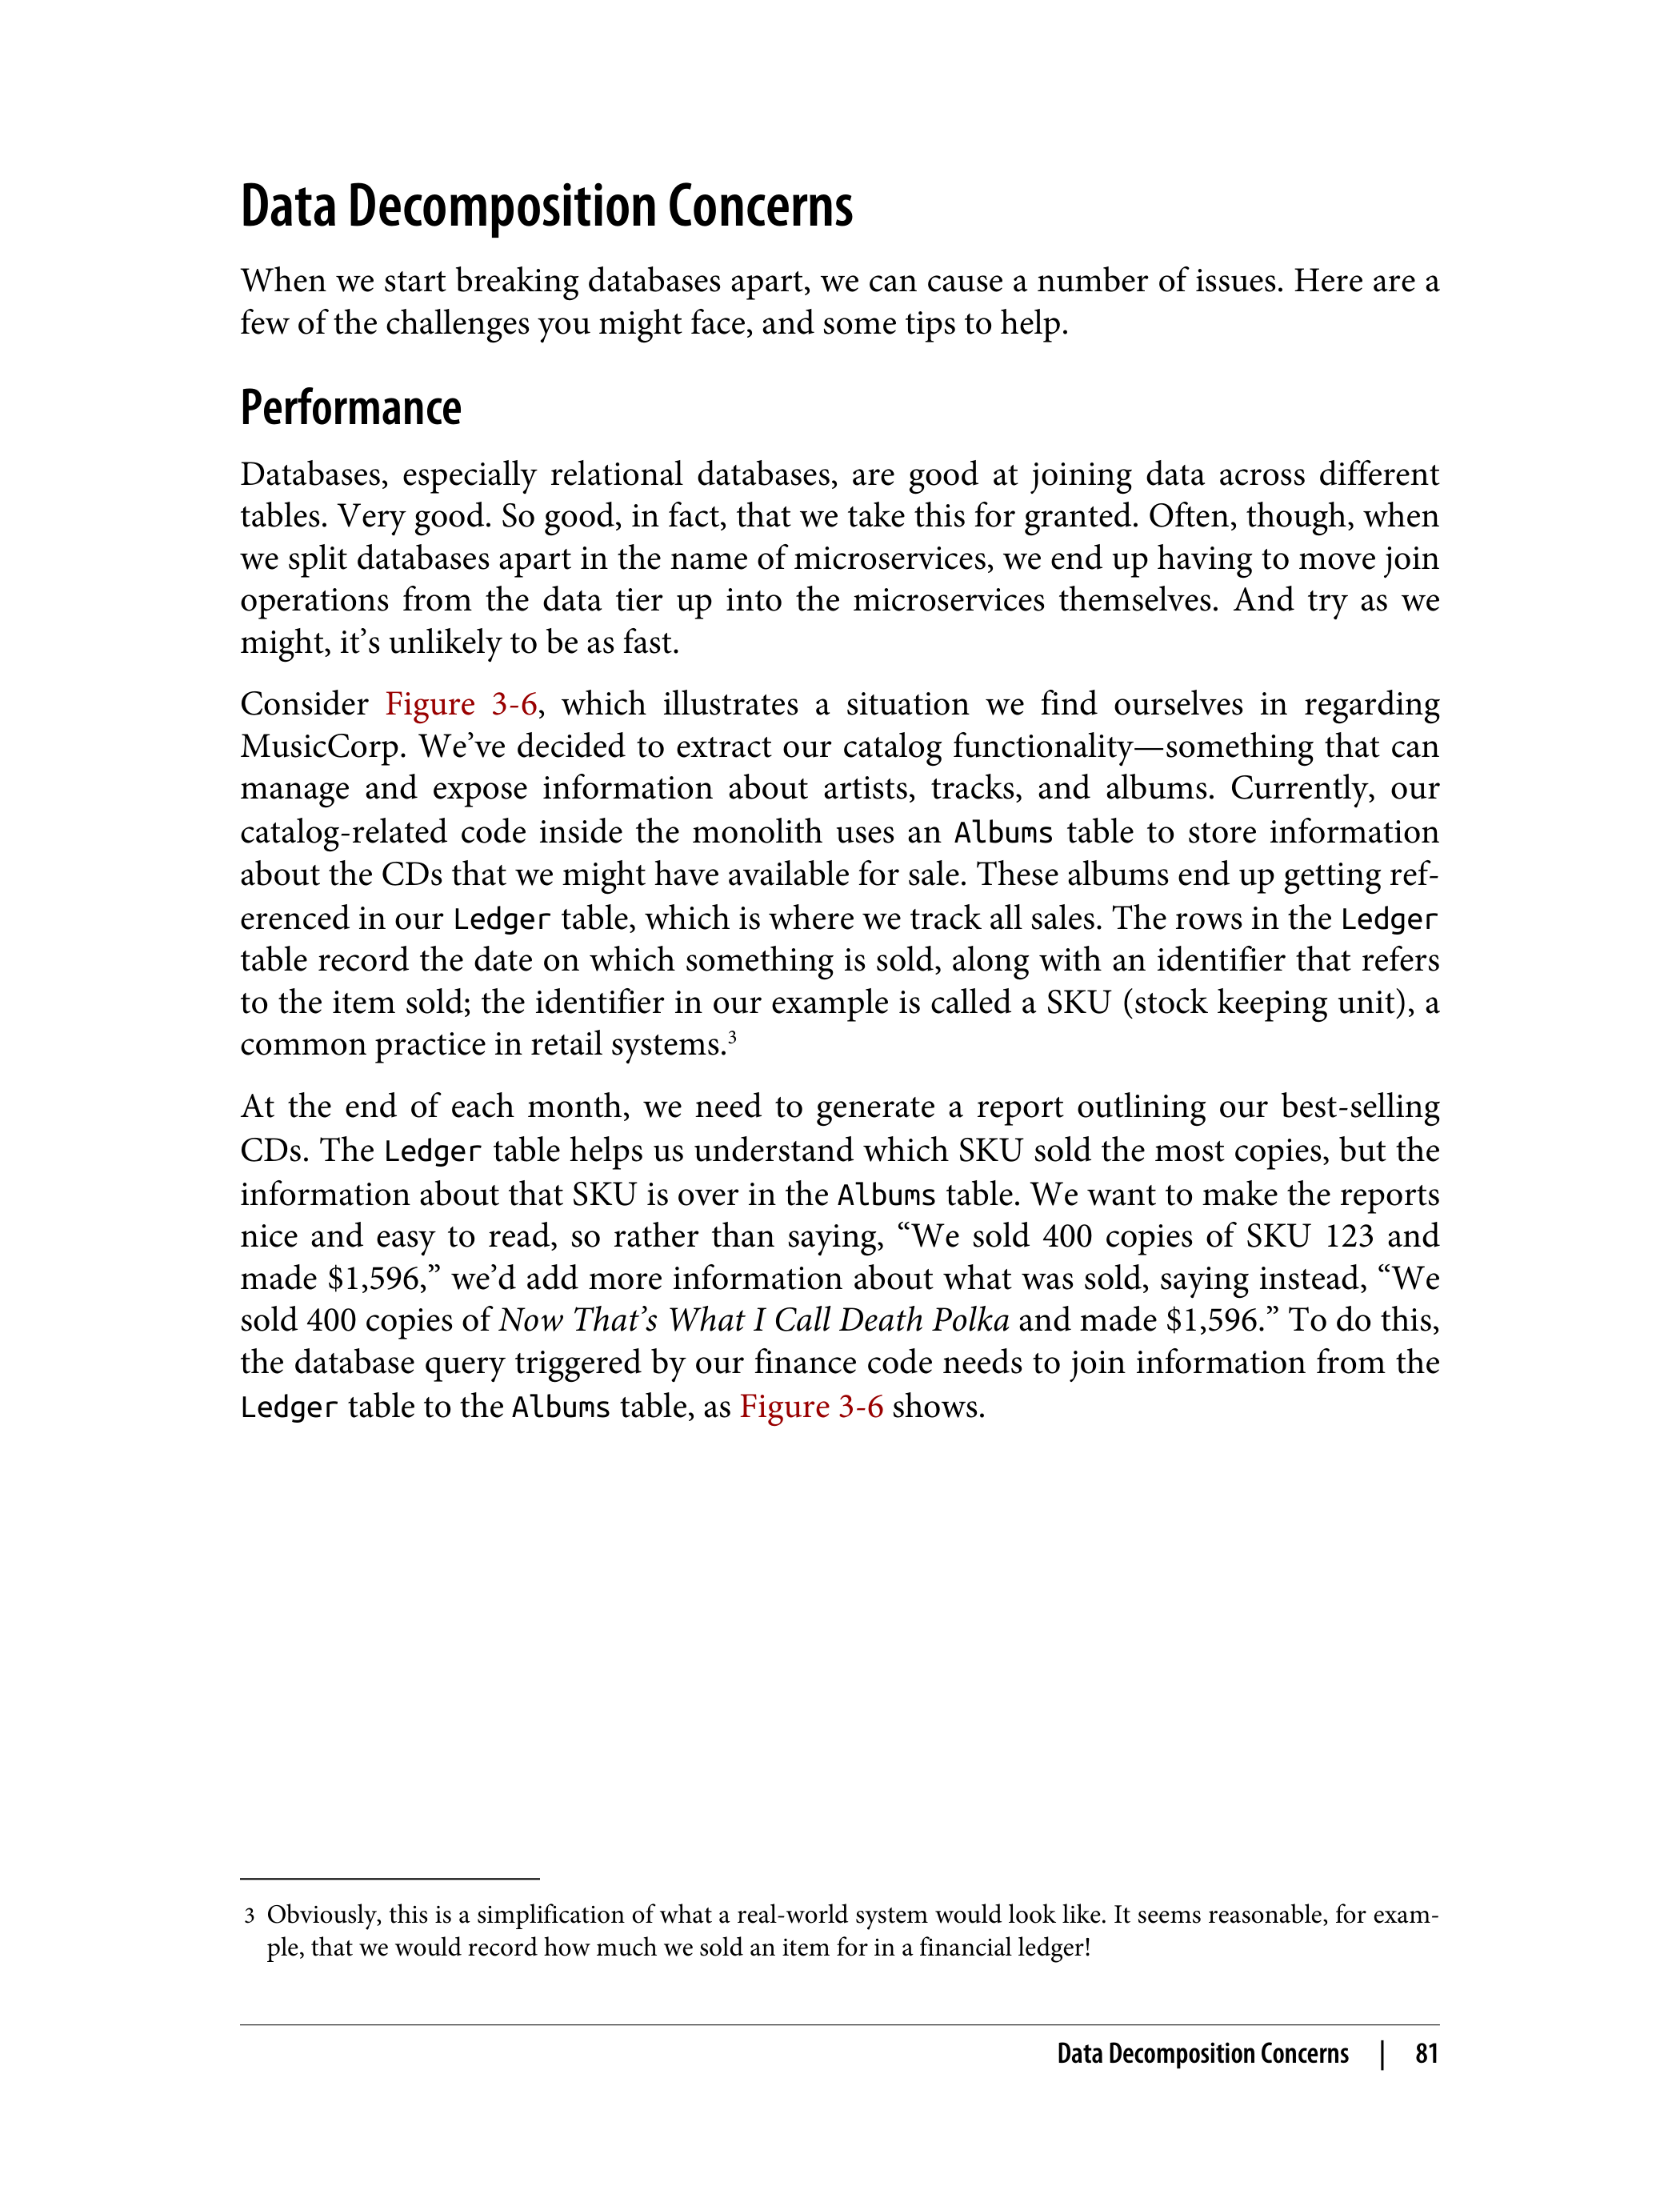 Data Decomposition Concerns
When we start breaking databases apart, we can cause a number of issues. Here are a
few of the challenges you might face, and some tips to help.
Performance
Databases, especially relational databases, are good at joining data across different
tables. Very good. So good, in fact, that we take this for granted. Often, though, when
we split databases apart in the name of microservices, we end up having to move join
operations from the data tier up into the microservices themselves. And try as we
might, it’s unlikely to be as fast.
Consider Figure 3-6, which illustrates a situation we find ourselves in regarding
MusicCorp. We’ve decided to extract our catalog functionality—something that can
manage and expose information about artists, tracks, and albums. Currently, our
catalog-related code inside the monolith uses an Albums table to store information
about the CDs that we might have available for sale. These albums end up getting ref-
erenced in our Ledger table, which is where we track all sales. The rows in the Ledger
table record the date on which something is sold, along with an identifier that refers
to the item sold; the identifier in our example is called a SKU (stock keeping unit), a
common practice in retail systems.3
At the end of each month, we need to generate a report outlining our best-selling
CDs. The Ledger table helps us understand which SKU sold the most copies, but the
information about that SKU is over in the Albums table. We want to make the reports
nice and easy to read, so rather than saying, “We sold 400 copies of SKU 123 and
made $1,596,” we’d add more information about what was sold, saying instead, “We
sold 400 copies of Now That’s What I Call Death Polka and made $1,596.” To do this,
the database query triggered by our finance code needs to join information from the
Ledger table to the Albums table, as Figure 3-6 shows.
3 Obviously, this is a simplification of what a real-world system would look like. It seems reasonable, for exam-
ple, that we would record how much we sold an item for in a financial ledger!
Data Decomposition Concerns | 81